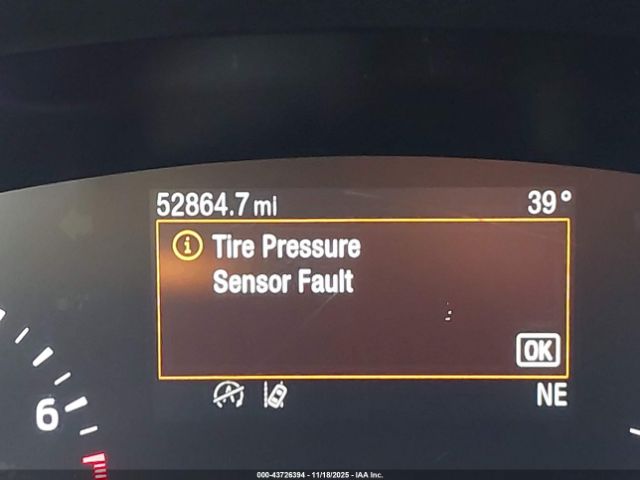 52864.7 mi 39°
Tire Pressure
Sensor Fault
OK
NE
6
000-43726394 - 11/18/2025 - IAA Inc.